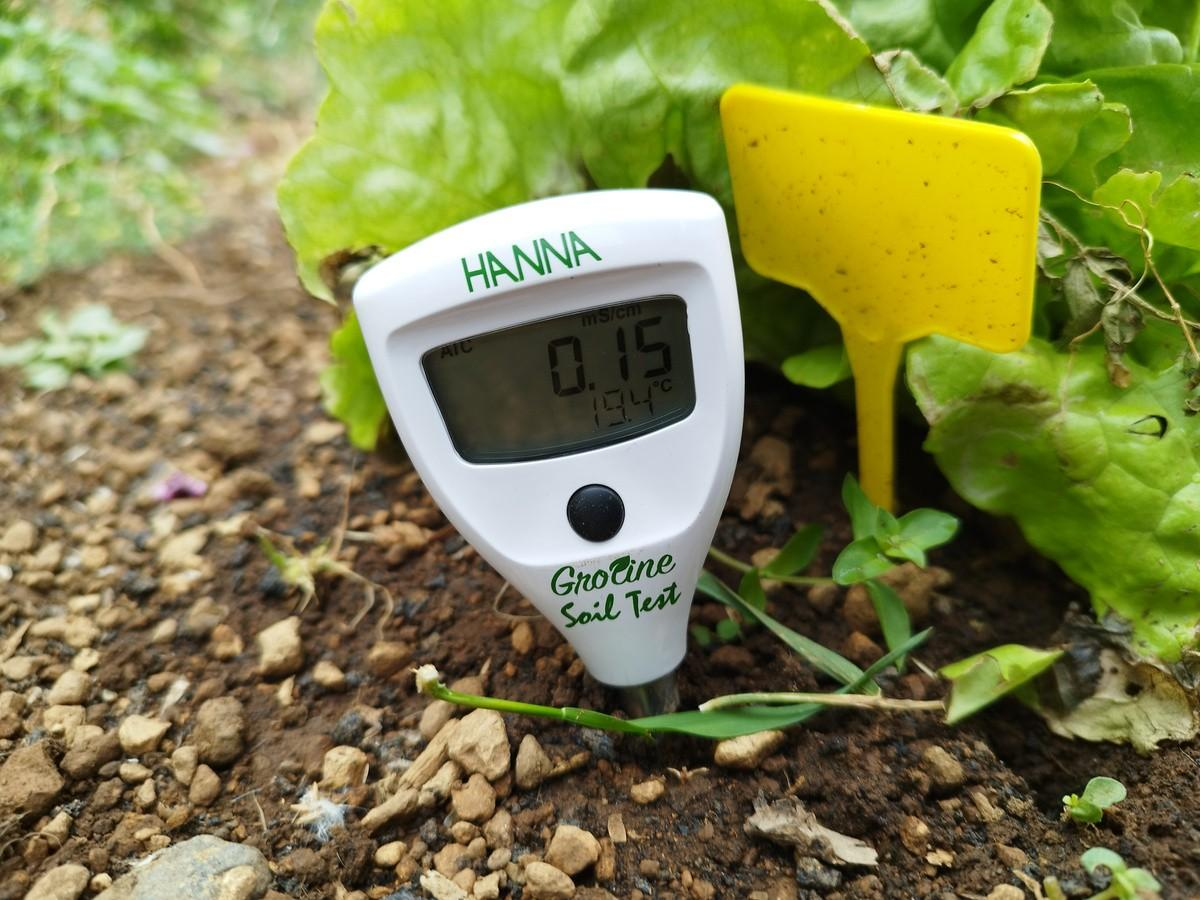 HANNA
mS/cm
ATC
0.15
19.4°C
GroLine
Soil Test